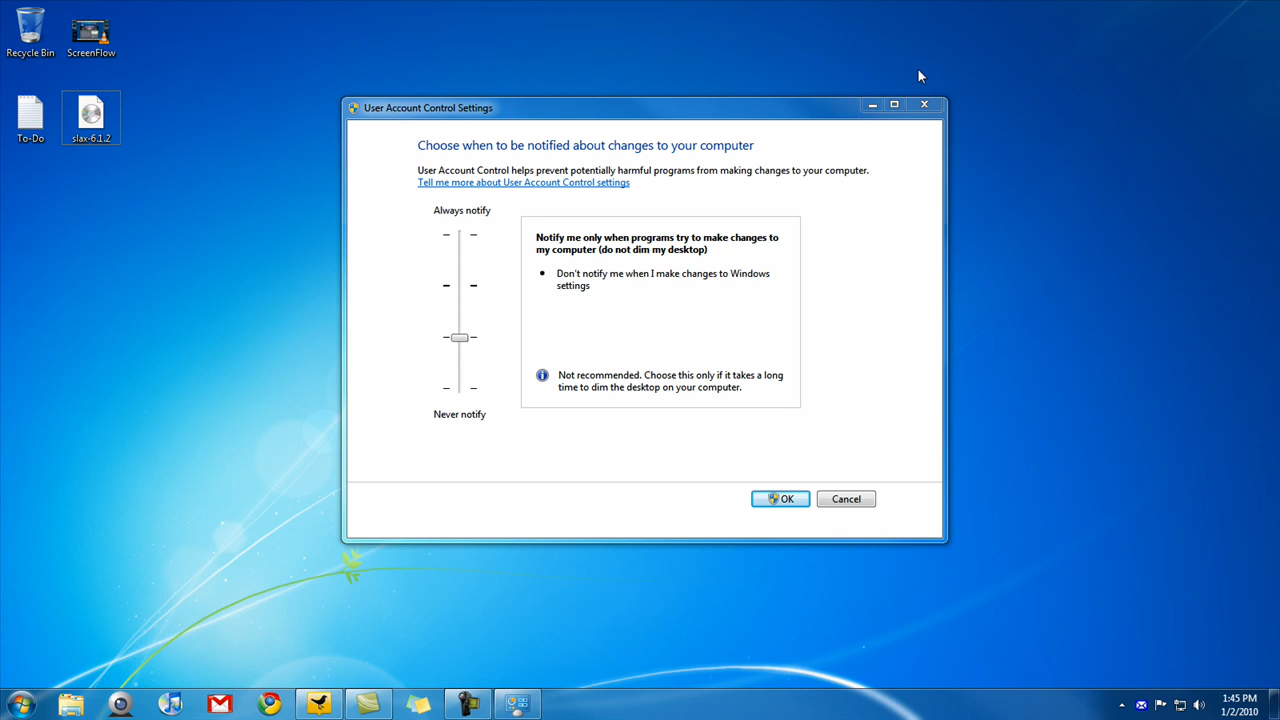 Recycle Bin
ScreenFlow
To-Do
slax-6.1.2
User Account Control Settings
Choose when to be notified about changes to your computer
User Account Control helps prevent potentially harmful programs from making changes to your computer.
Tell me more about User Account Control settings
Always notify
Notify me only when programs try to make changes to
my computer (do not dim my desktop)
• Don't notify me when I make changes to Windows
settings
Not recommended. Choose this only if it takes a long
time to dim the desktop on your computer.
Never notify
OK
Cancel
1:45 PM
1/2/2010